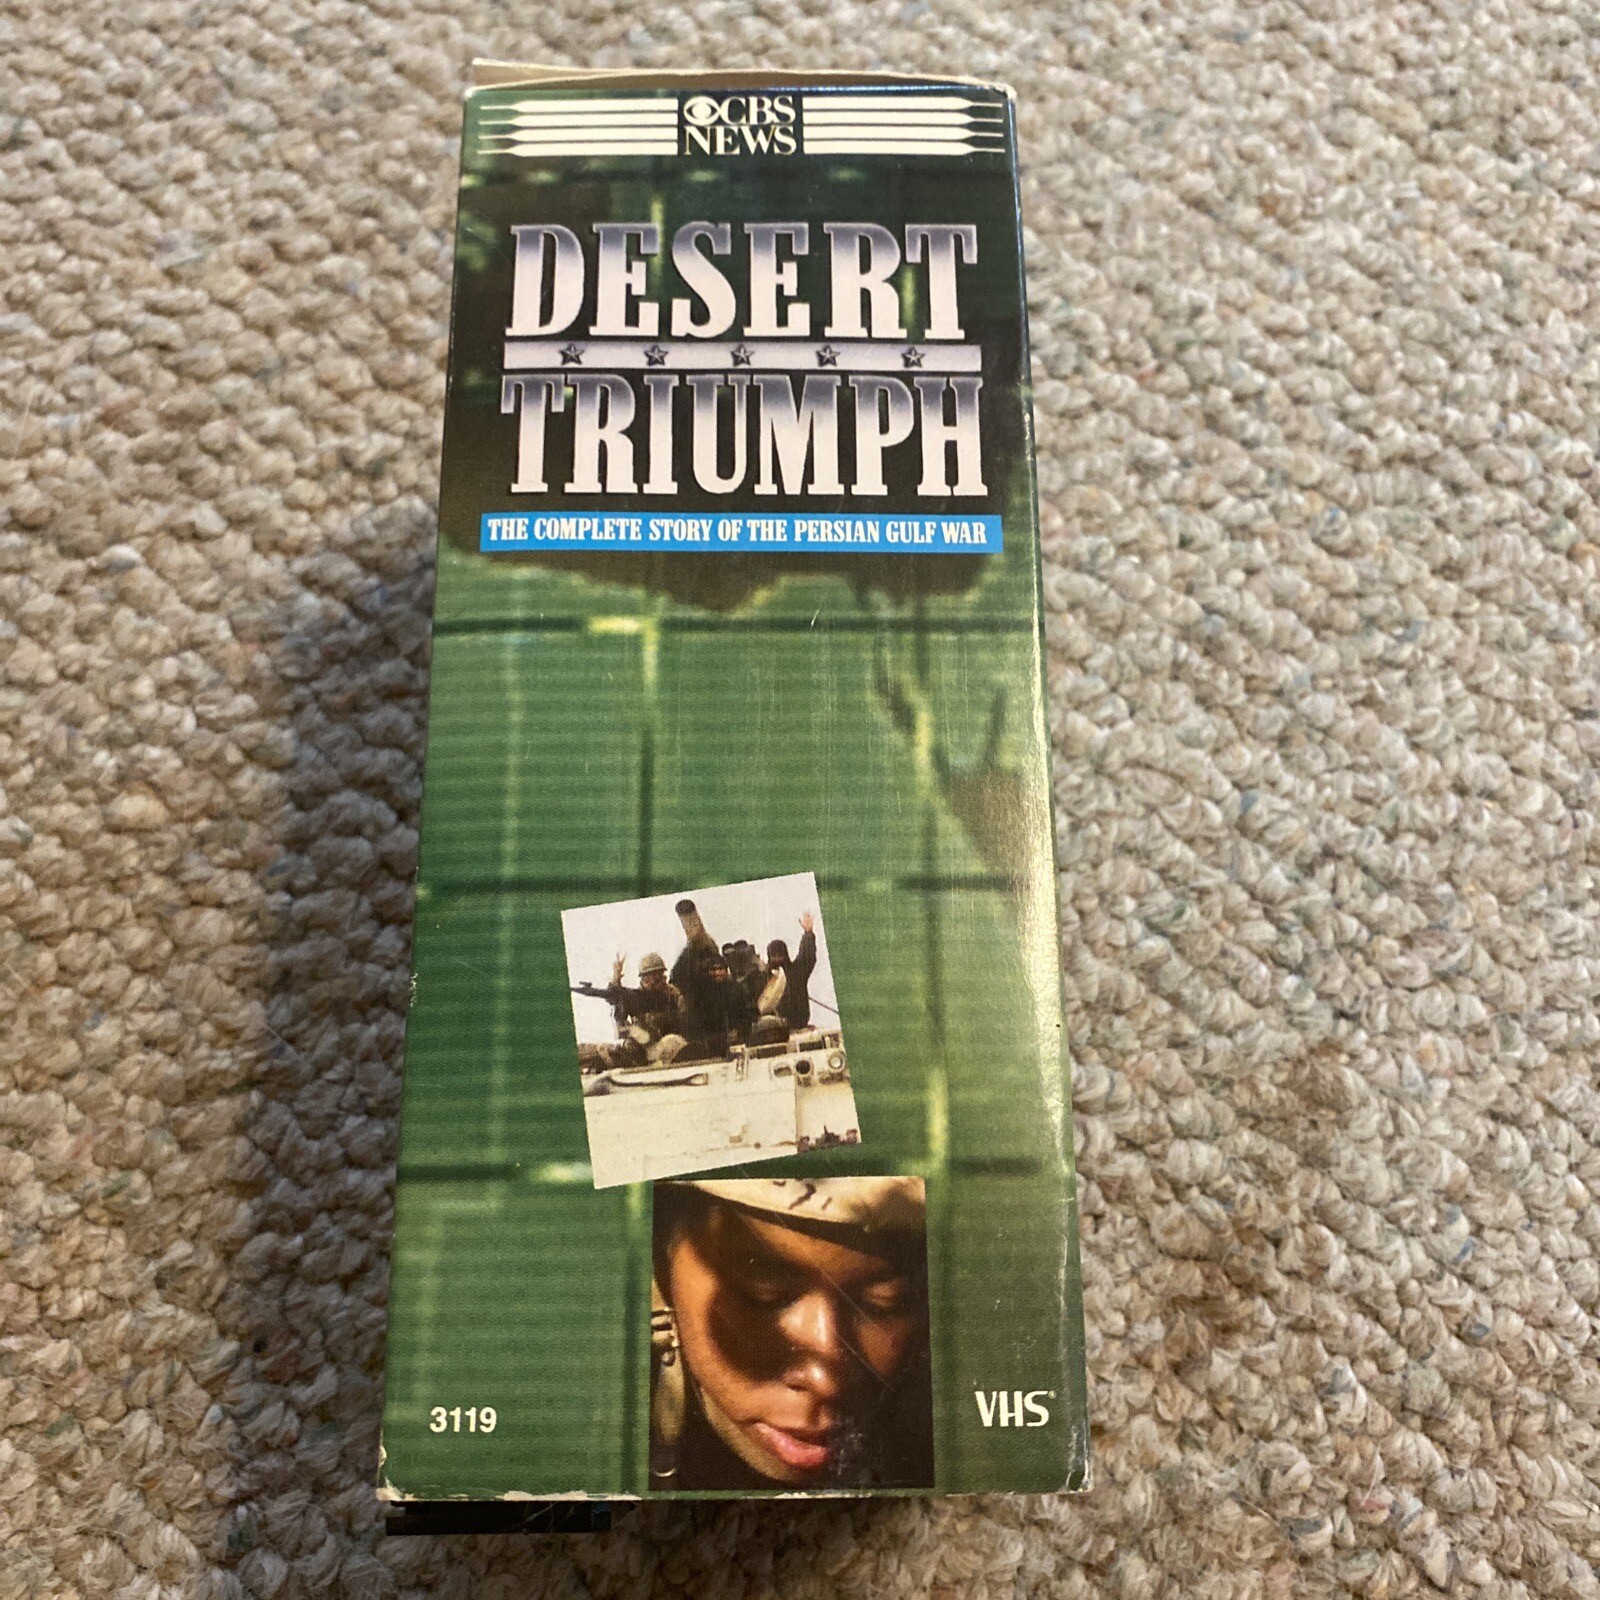 CBS
NEWS
DESERT
TRIUMPH
THE COMPLETE STORY OF THE PERSIAN GULF WAR
3119
VHS®